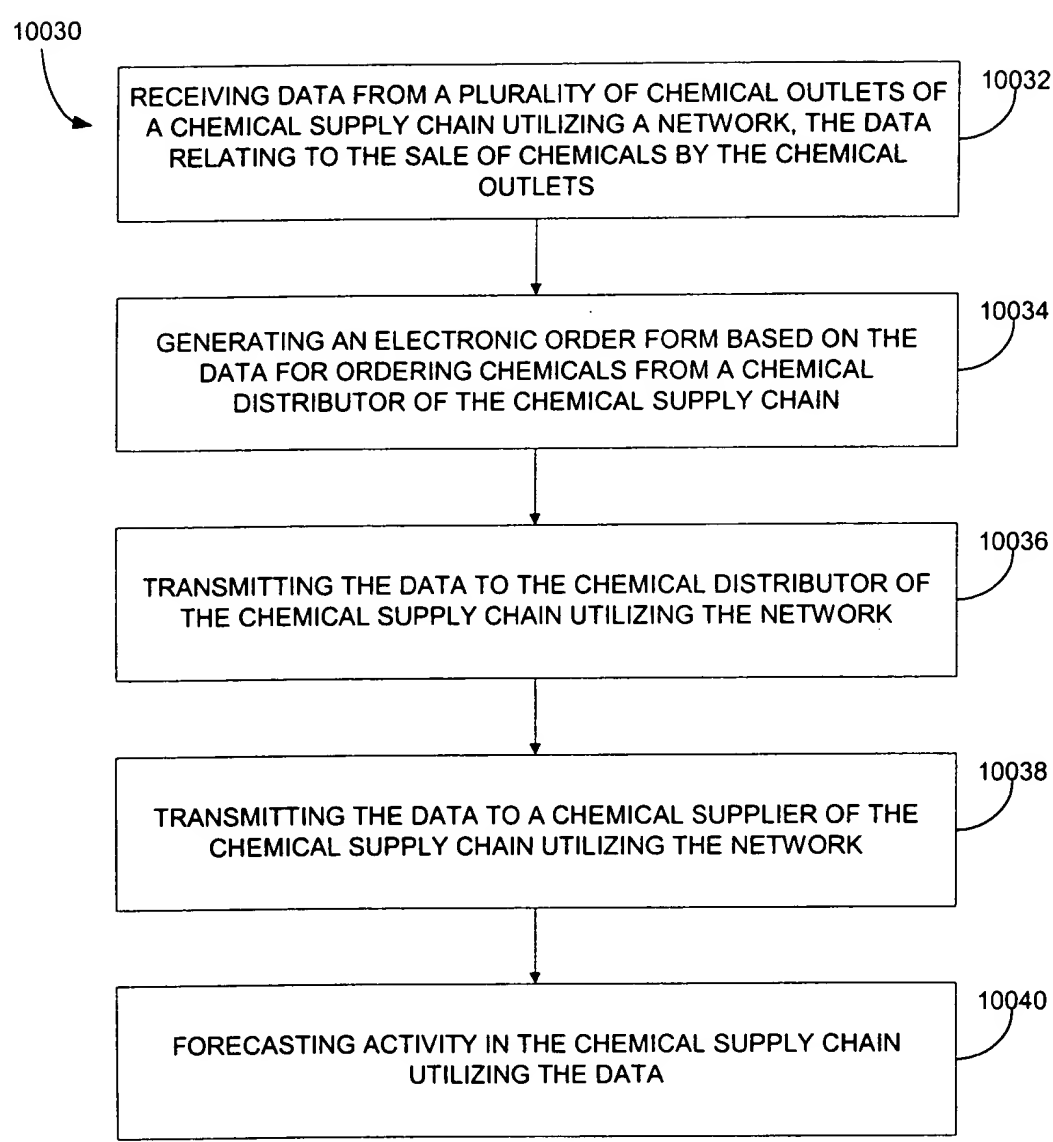 10030
10032
RECEIVING DATA FROM A PLURALITY OF CHEMICAL OUTLETS OF
A CHEMICAL SUPPLY CHAIN UTILIZING A NETWORK, THE DATA
RELATING TO THE SALE OF CHEMICALS BY THE CHEMICAL
OUTLETS
10034
GENERATING AN ELECTRONIC ORDER FORM BASED ON THE
DATA FOR ORDERING CHEMICALS FROM A CHEMICAL
DISTRIBUTOR OF THE CHEMICAL SUPPLY CHAIN
10036
TRANSMITTING THE DATA TO THE CHEMICAL DISTRIBUTOR OF
THE CHEMICAL SUPPLY CHAIN UTILIZING THE NETWORK
10038
TRANSMITTING THE DATA TO A CHEMICAL SUPPLIER OF THE
CHEMICAL SUPPLY CHAIN UTILIZING THE NETWORK
10040
FORECASTING ACTIVITY IN THE CHEMICAL SUPPLY CHAIN
UTILIZING THE DATA